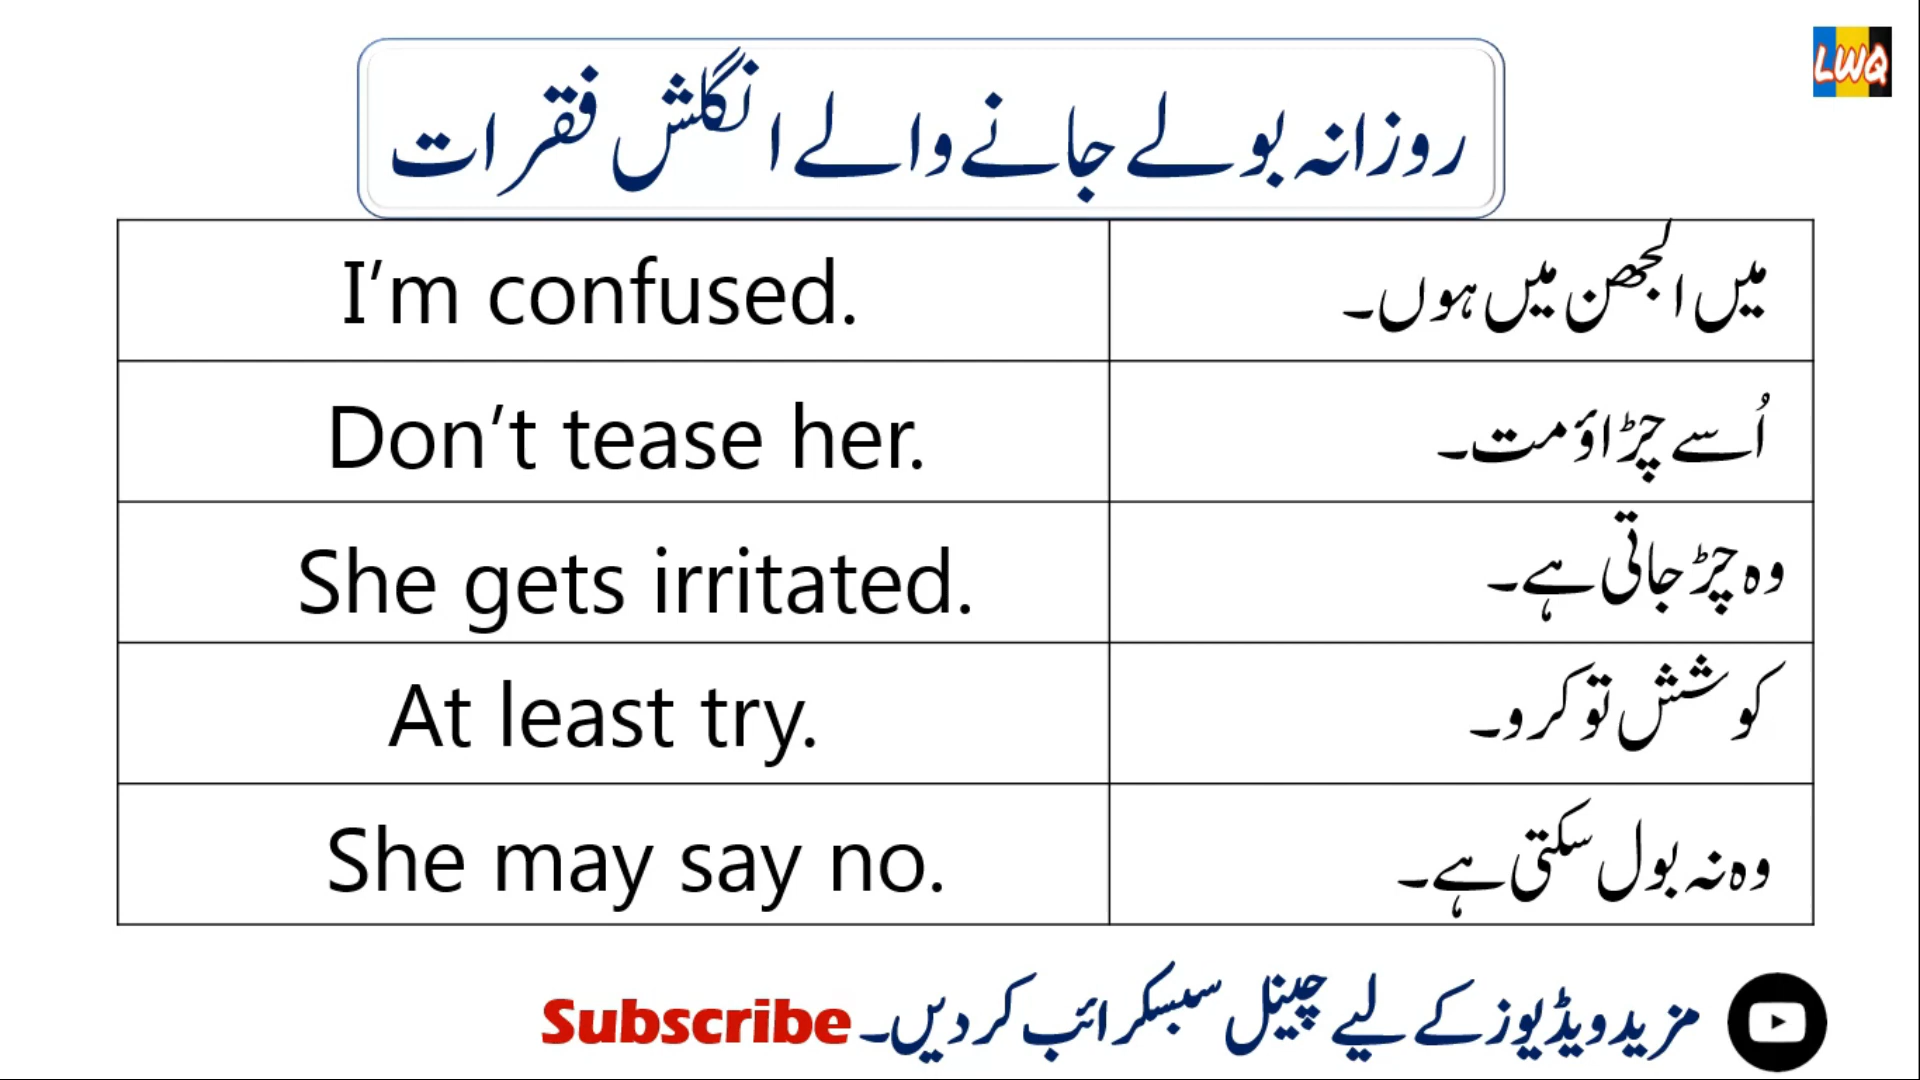 LWQ
روزانہ بولے جانے والے انگلش فقرات
I’m confused.
میں الجھن میں ہوں۔
Don’t tease her.
اُسے چڑاؤ مت۔
She gets irritated.
وہ چڑ جاتی ہے۔
At least try.
کوشش تو کرو۔
She may say no.
وہ نہ بول سکتی ہے۔
مزید ویڈیوز کے لیے چینل سبسکرائب کر دیں۔ Subscribe